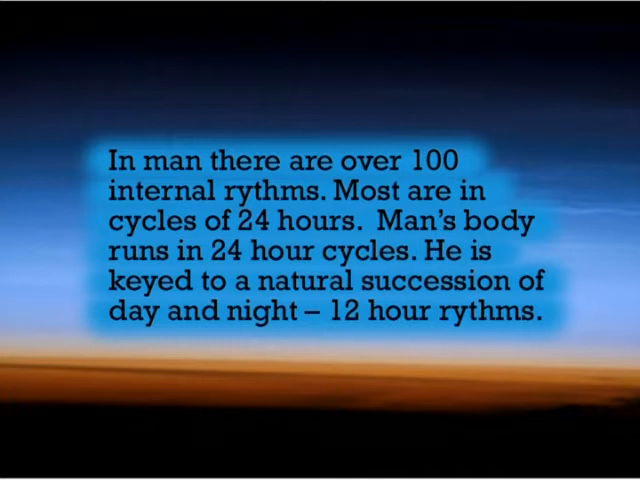 In man there are over 100
internal rythms. Most are in
cycles of 24 hours.  Man's body
runs in 24 hour cycles. He is
keyed to a natural succession of
day and night – 12 hour rythms.